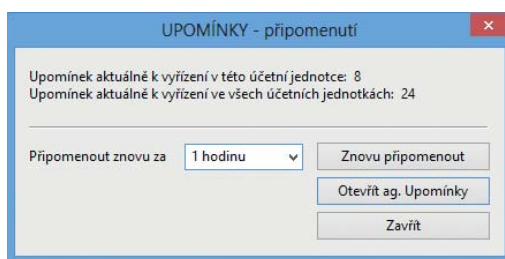 UPOMÍNKY - připomenutí
Upomínek aktuálně k vyřízení v této účetní jednotce: 8
Upomínek aktuálně k vyřízení ve všech účetních jednotkách: 24
Připomenout znovu za 1 hodinu Znovu připomenout
Otevřít ag. Upomínky
Zavřít